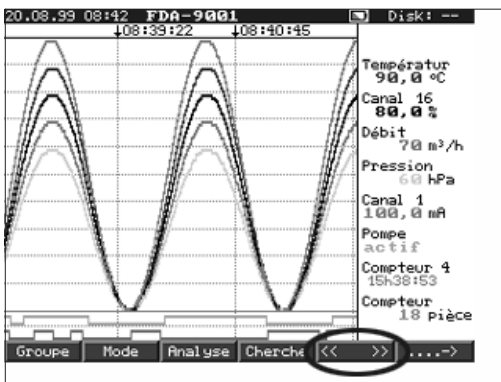 20.08.99 08:42 FDA-9001 Disk: --
↓08:39:22 ↓08:40:45
Températur
90,0 °C
Canal 16
80,0 %
Débit
70 m³/h
Pression
60 hPa
Canal 1
100,0 mA
Pompe
actif
Compteur 4
15h38:53
Compteur
18 pièce
Groupe Mode Analyse Cherche << >> ....->